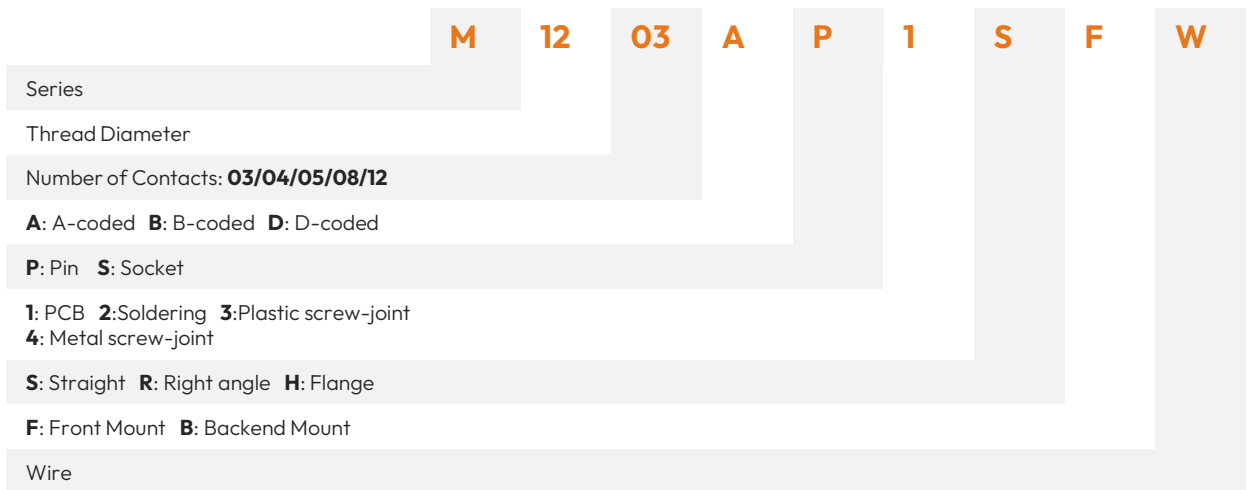 M 12 03 A P 1 S F W
Series
Thread Diameter
Number of Contacts: 03/04/05/08/12
A: A-coded B: B-coded D: D-coded
P: Pin S: Socket
1: PCB 2:Soldering 3:Plastic screw-joint
4: Metal screw-joint
S: Straight R: Right angle H: Flange
F: Front Mount B: Backend Mount
Wire